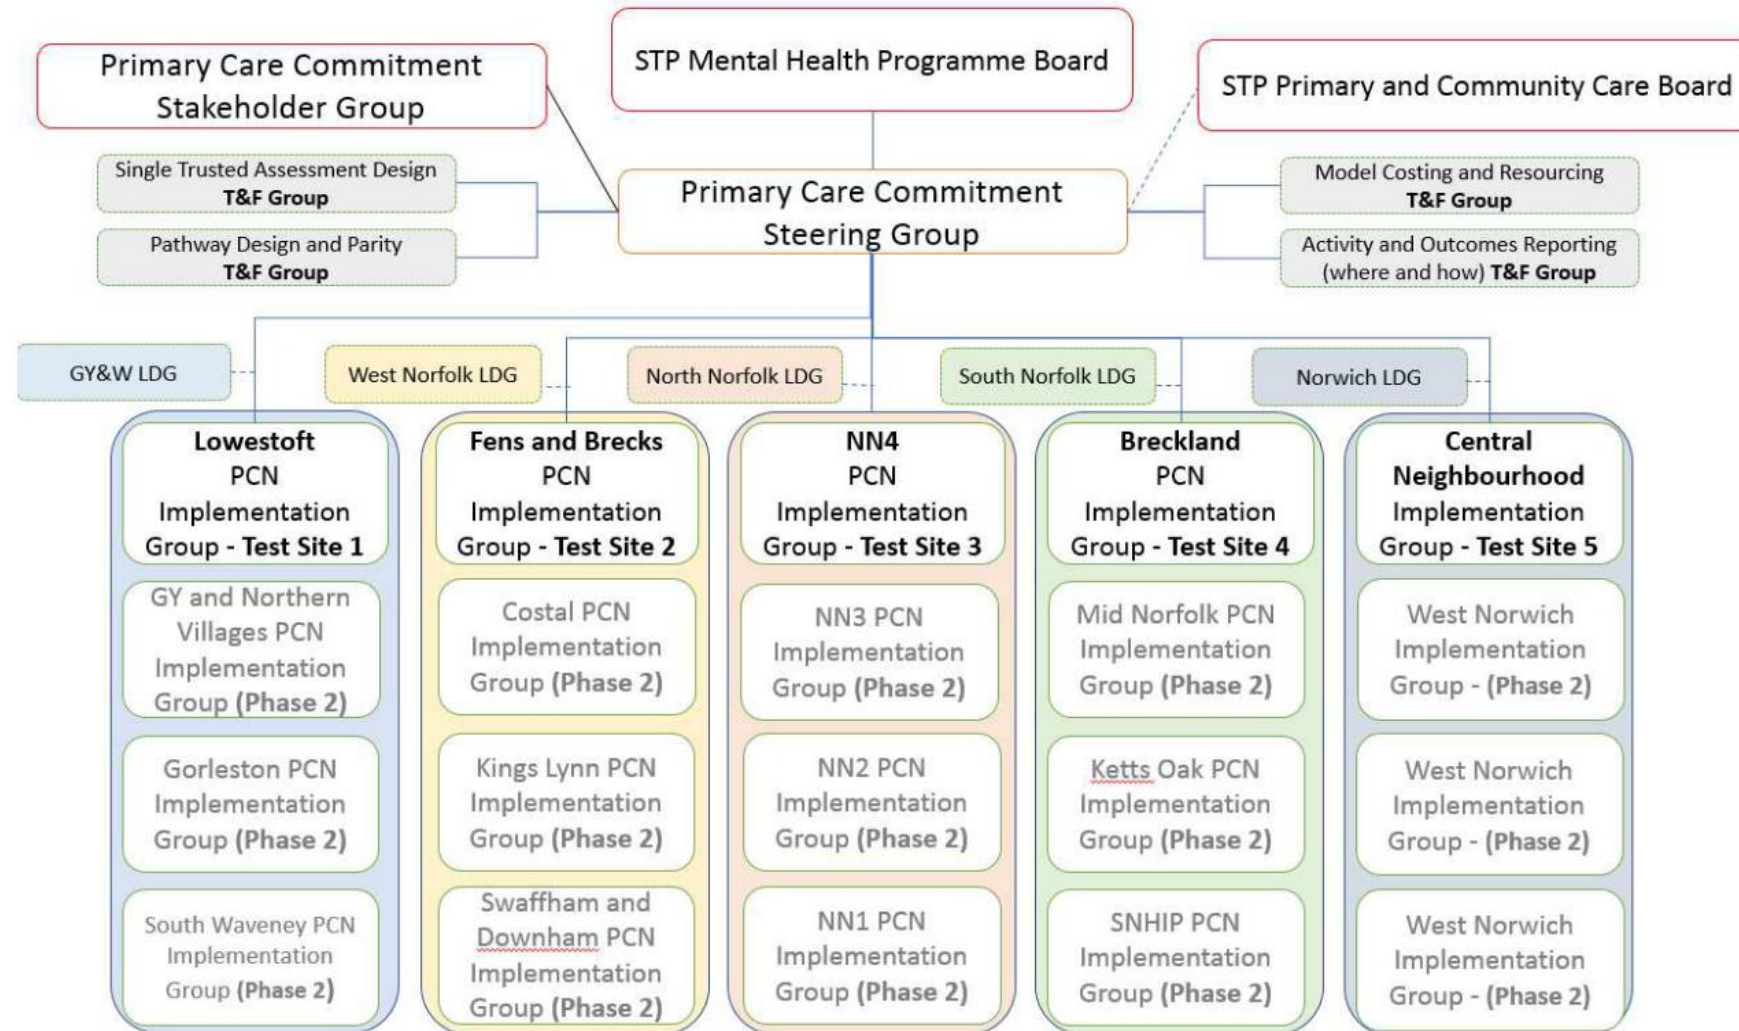 Primary Care Commitment
Stakeholder Group
STP Mental Health Programme Board
STP Primary and Community Care Board
Single Trusted Assessment Design
T&F Group
Pathway Design and Parity
T&F Group
Primary Care Commitment
Steering Group
Model Costing and Resourcing
T&F Group
Activity and Outcomes Reporting
(where and how) T&F Group
GY&W LDG
West Norfolk LDG
North Norfolk LDG
South Norfolk LDG
Norwich LDG
Lowestoft
PCN
Implementation
Group - Test Site 1
GY and Northern
Villages PCN
Implementation
Group (Phase 2)
Gorleston PCN
Implementation
Group (Phase 2)
South Waveney PCN
Implementation
Group (Phase 2)
Fens and Brecks
PCN
Implementation
Group - Test Site 2
Costal PCN
Implementation
Group (Phase 2)
Kings Lynn PCN
Implementation
Group (Phase 2)
Swaffham and
Downham PCN
Implementation
Group (Phase 2)
NN4
PCN
Implementation
Group - Test Site 3
NN3 PCN
Implementation
Group (Phase 2)
NN2 PCN
Implementation
Group (Phase 2)
NN1 PCN
Implementation
Group (Phase 2)
Breckland
PCN
Implementation
Group - Test Site 4
Mid Norfolk PCN
Implementation
Group (Phase 2)
Ketts Oak PCN
Implementation
Group (Phase 2)
SNHIP PCN
Implementation
Group (Phase 2)
Central
Neighbourhood
Implementation
Group - Test Site 5
West Norwich
Implementation
Group - (Phase 2)
West Norwich
Implementation
Group - (Phase 2)
West Norwich
Implementation
Group - (Phase 2)